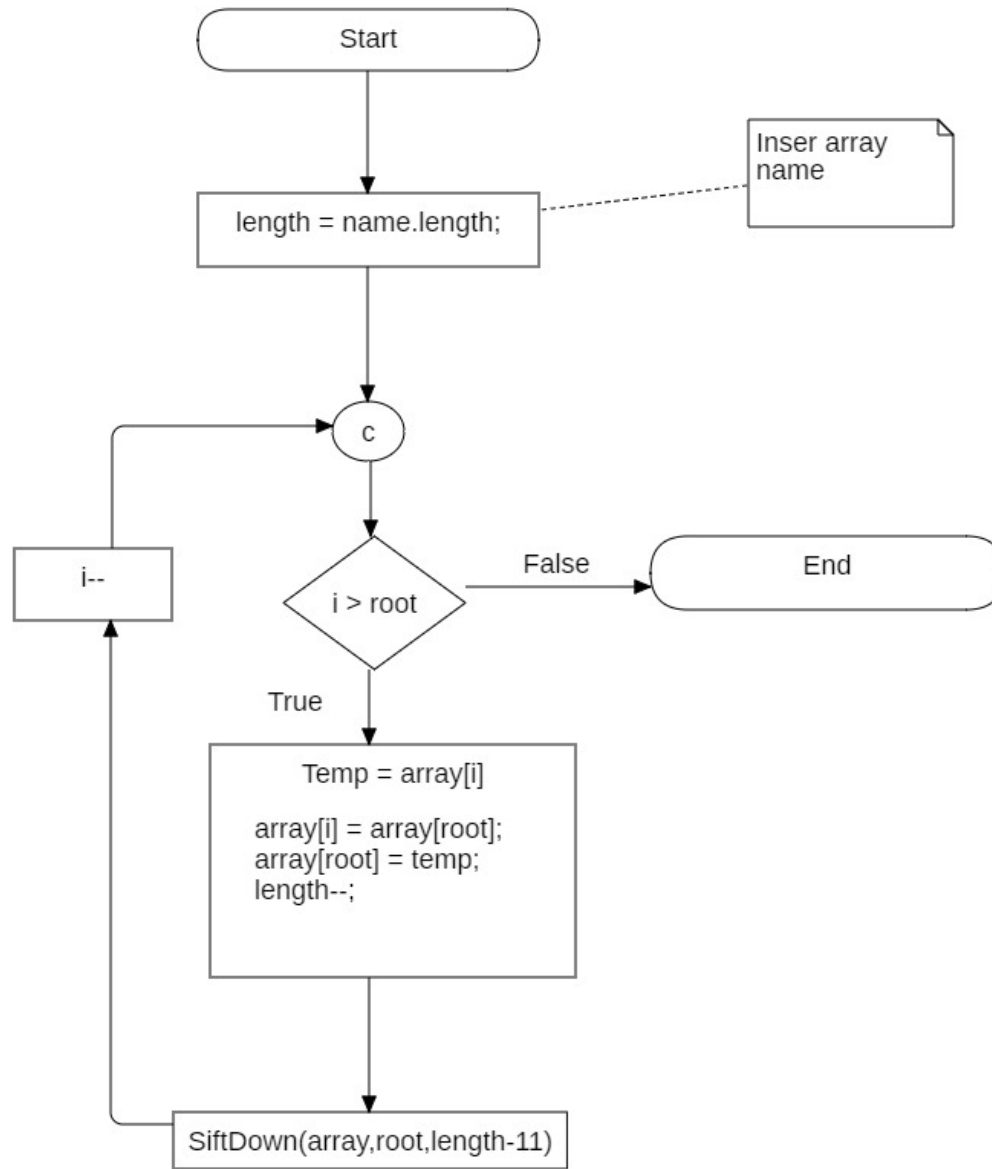 Start
Inser array
name
length = name.length;
c
i--
i > root
False
End
True
Temp = array[i]
array[i] = array[root];
array[root] = temp;
length--;
SiftDown(array,root,length-11)